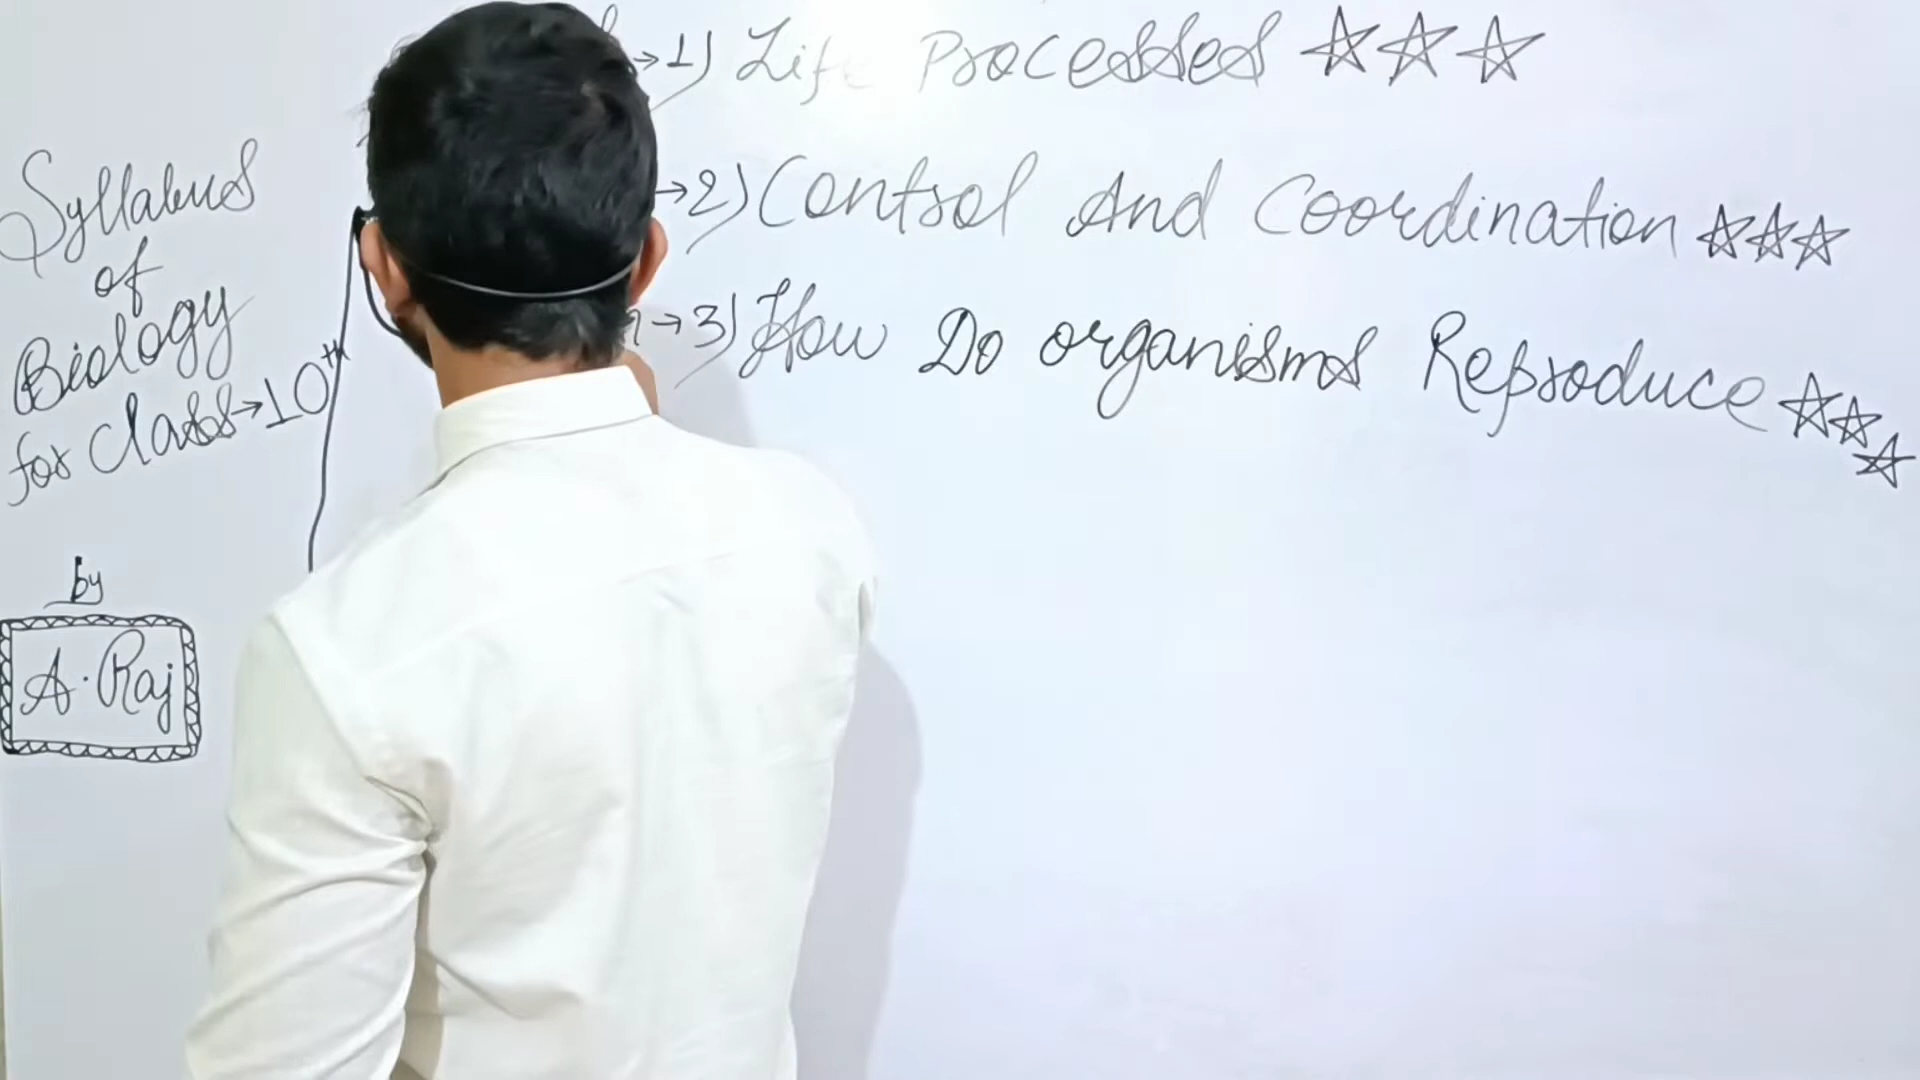 Syllabus
of
Biology
for Class→10th
by
A. Raj
→1) Life Processes ☆☆☆
→2) Control And Coordination ☆☆☆
→3) How Do organisms Reproduce ☆☆☆